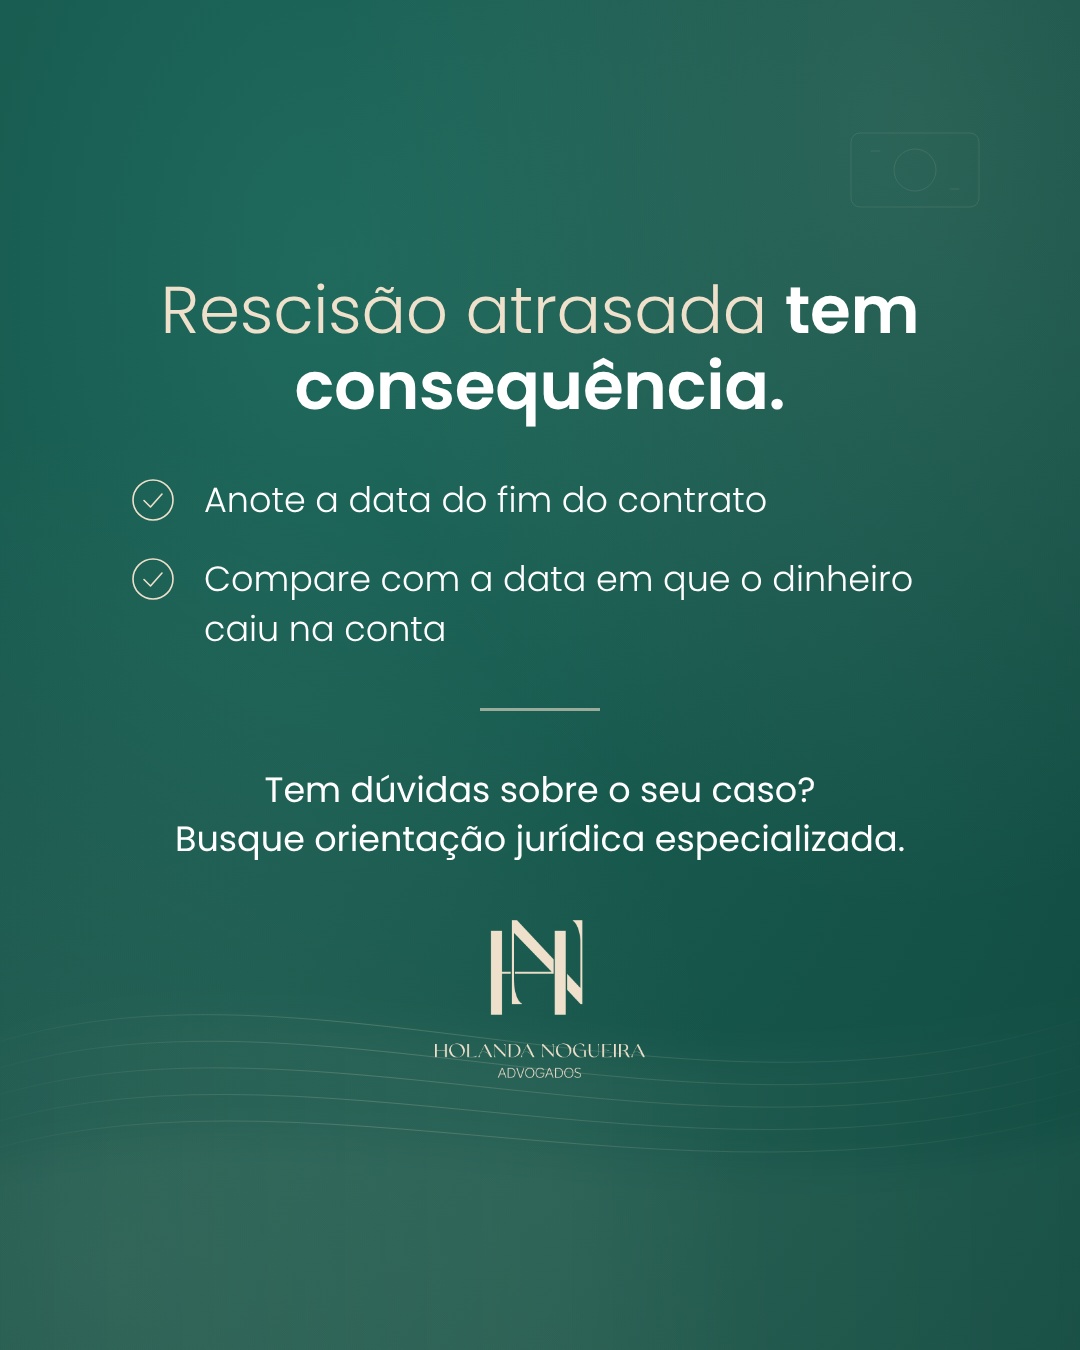 Rescisão atrasada tem
consequência.
Anote a data do fim do contrato
Compare com a data em que o dinheiro
caiu na conta
Tem dúvidas sobre o seu caso?
Busque orientação jurídica especializada.
HN
HOLANDA NOGUEIRA
ADVOGADOS